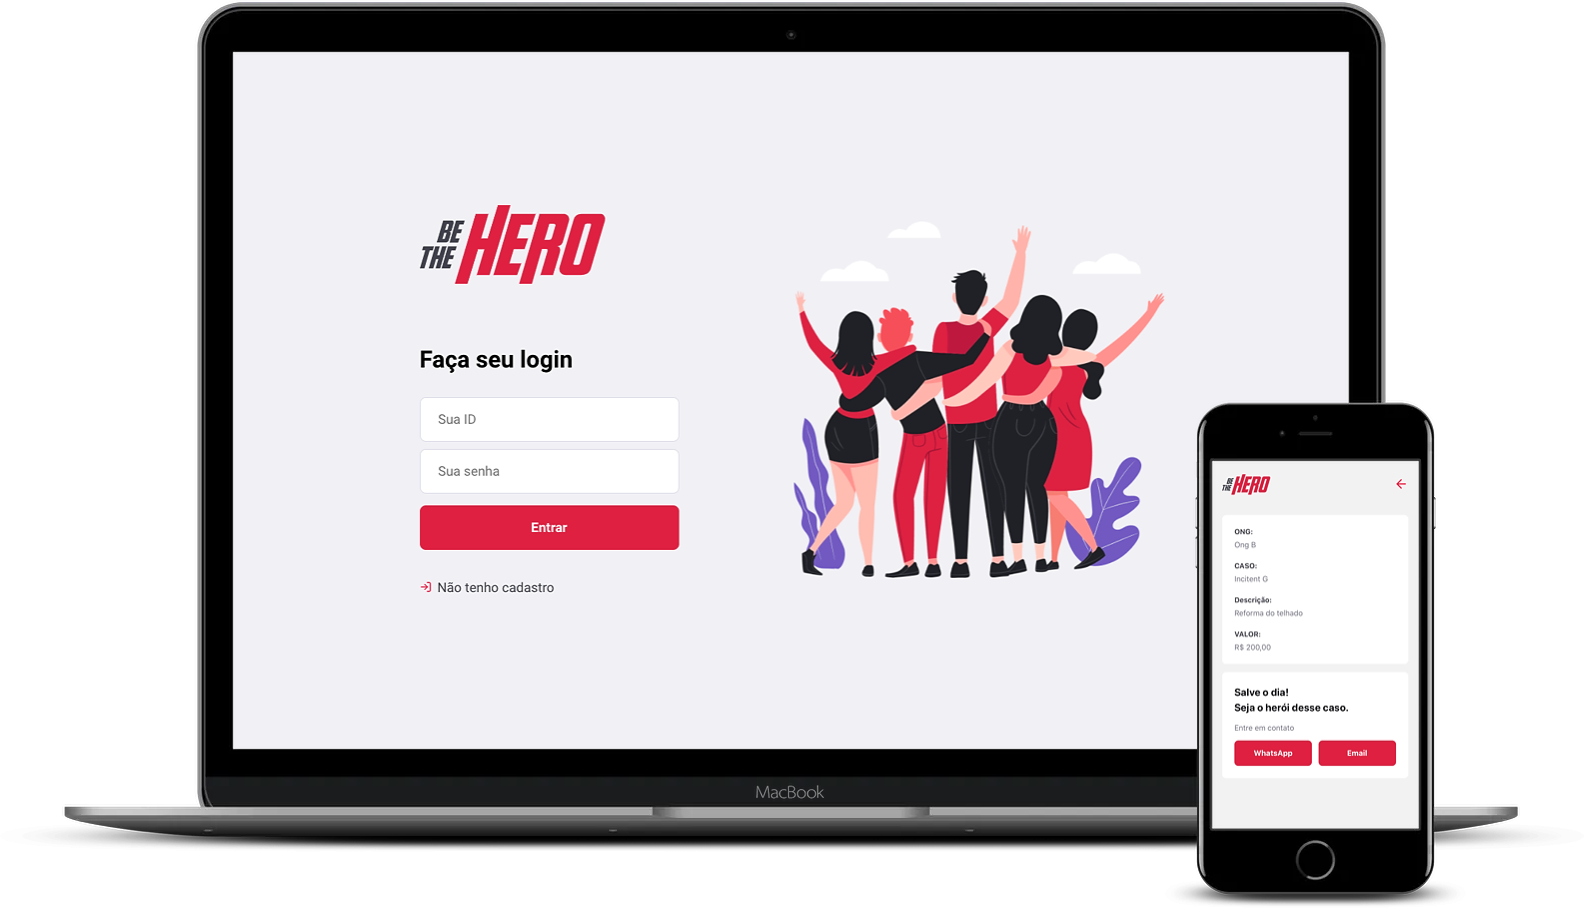 BE
THE HERO
Faça seu login
Sua ID
Sua senha
Entrar
Não tenho cadastro
MacBook
BE
THE HERO
ONG:
Ong B
CASO:
Incitent G
Descrição:
Reforma do telhado
VALOR:
R$ 200,00
Salve o dia!
Seja o herói desse caso.
Entre em contato
WhatsApp Email